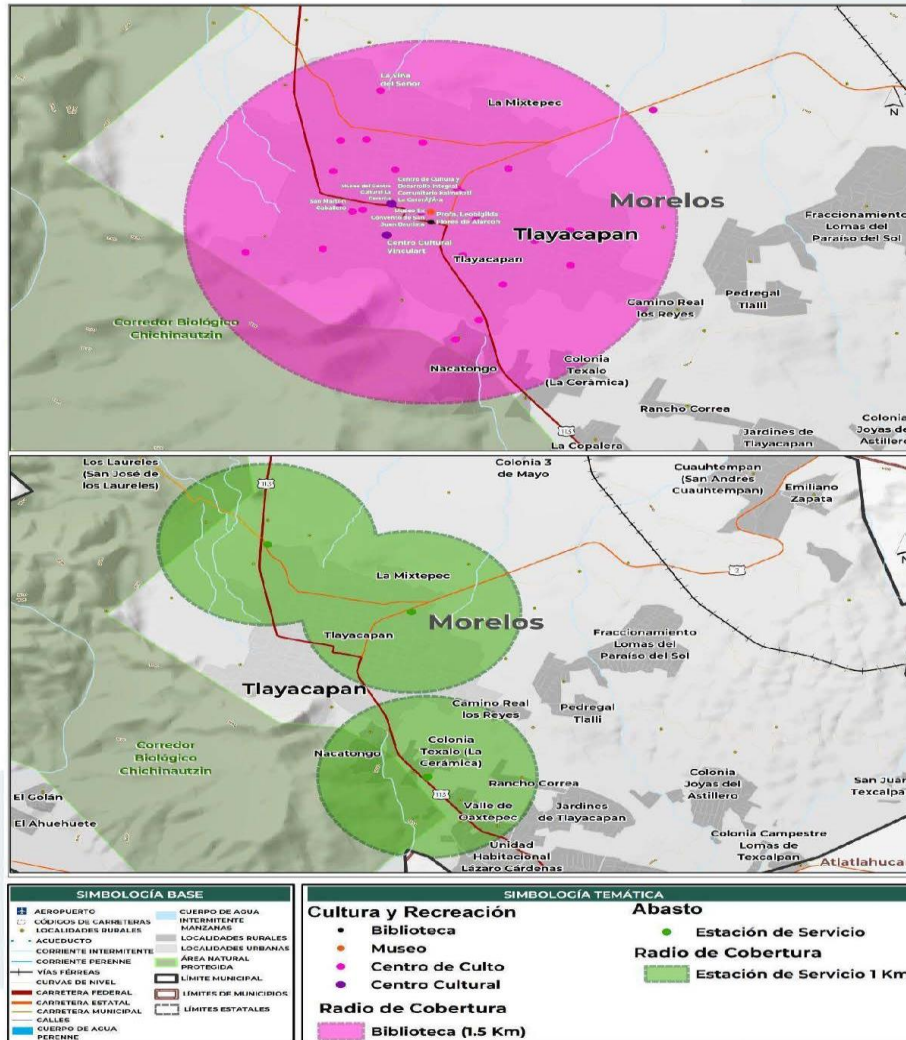 La Viña
del Señor
La Mixtepec
N
Centro de Cultura y
Desarrollo Integral
San Martín
Caballero
Museo Ex
Convento de San
Juan Bautista
Profa. Leobigilda
Flores de Alarcón
Centro Cultural
Vinculart
Morelos
Tlayacapan
Tlayacapan
Fraccionamiento
Lomas del
Paraíso del Sol
Pedregal
Tlalli
Camino Real
los Reyes
Corredor Biológico
Chichinautzin
Nacatongo
Colonia
Texalo
(La Cerámica)
Rancho Correa
113
La Copalera
Jardines de
Tlayacapan
Colonia
Joyas de
Astillero
Los Laureles
(San José de
los Laureles)
113
Colonia 3
de Mayo
Cuauhtempan
(San Andrés
Cuauhtempan)
Emiliano
Zapata
N
2
La Mixtepec
Morelos
Tlayacapan
Fraccionamiento
Lomas del
Paraíso del Sol
Tlayacapan
Camino Real
los Reyes
Pedregal
Tlalli
Corredor
Biológico
Chichinautzin
Nacatongo
Colonia
Texalo (La
Cerámica)
Rancho Correa
113
Valle de
Oaxtepec
Jardines
de Tlayacapan
Colonia
Joyas del
Astillero
San Juan
Texcalpa
El Golán
El Ahuehuete
Unidad
Habitacional
Lázaro Cárdenas
Colonia Campestre
Lomas de
Texcalpan
Atlatlahuca
SIMBOLOGÍA BASE
AEROPUERTO
CÓDIGOS DE CARRETERAS
LOCALIDADES RURALES
ACUEDUCTO
CORRIENTE INTERMITENTE
CORRIENTE PERENNE
VÍAS FÉRREAS
CURVAS DE NIVEL
CARRETERA FEDERAL
CARRETERA ESTATAL
CARRETERA MUNICIPAL
CALLES
CUERPO DE AGUA
PERENNE
CUERPO DE AGUA
INTERMITENTE
MANZANAS
LOCALIDADES RURALES
LOCALIDADES URBANAS
ÁREA NATURAL
PROTEGIDA
LÍMITE MUNICIPAL
LÍMITES DE MUNICIPIOS
LÍMITES ESTATALES
SIMBOLOGÍA TEMÁTICA
Cultura y Recreación
Biblioteca
Museo
Centro de Culto
Centro Cultural
Radio de Cobertura
Biblioteca (1.5 Km)
Abasto
Estación de Servicio
Radio de Cobertura
Estación de Servicio 1 Km